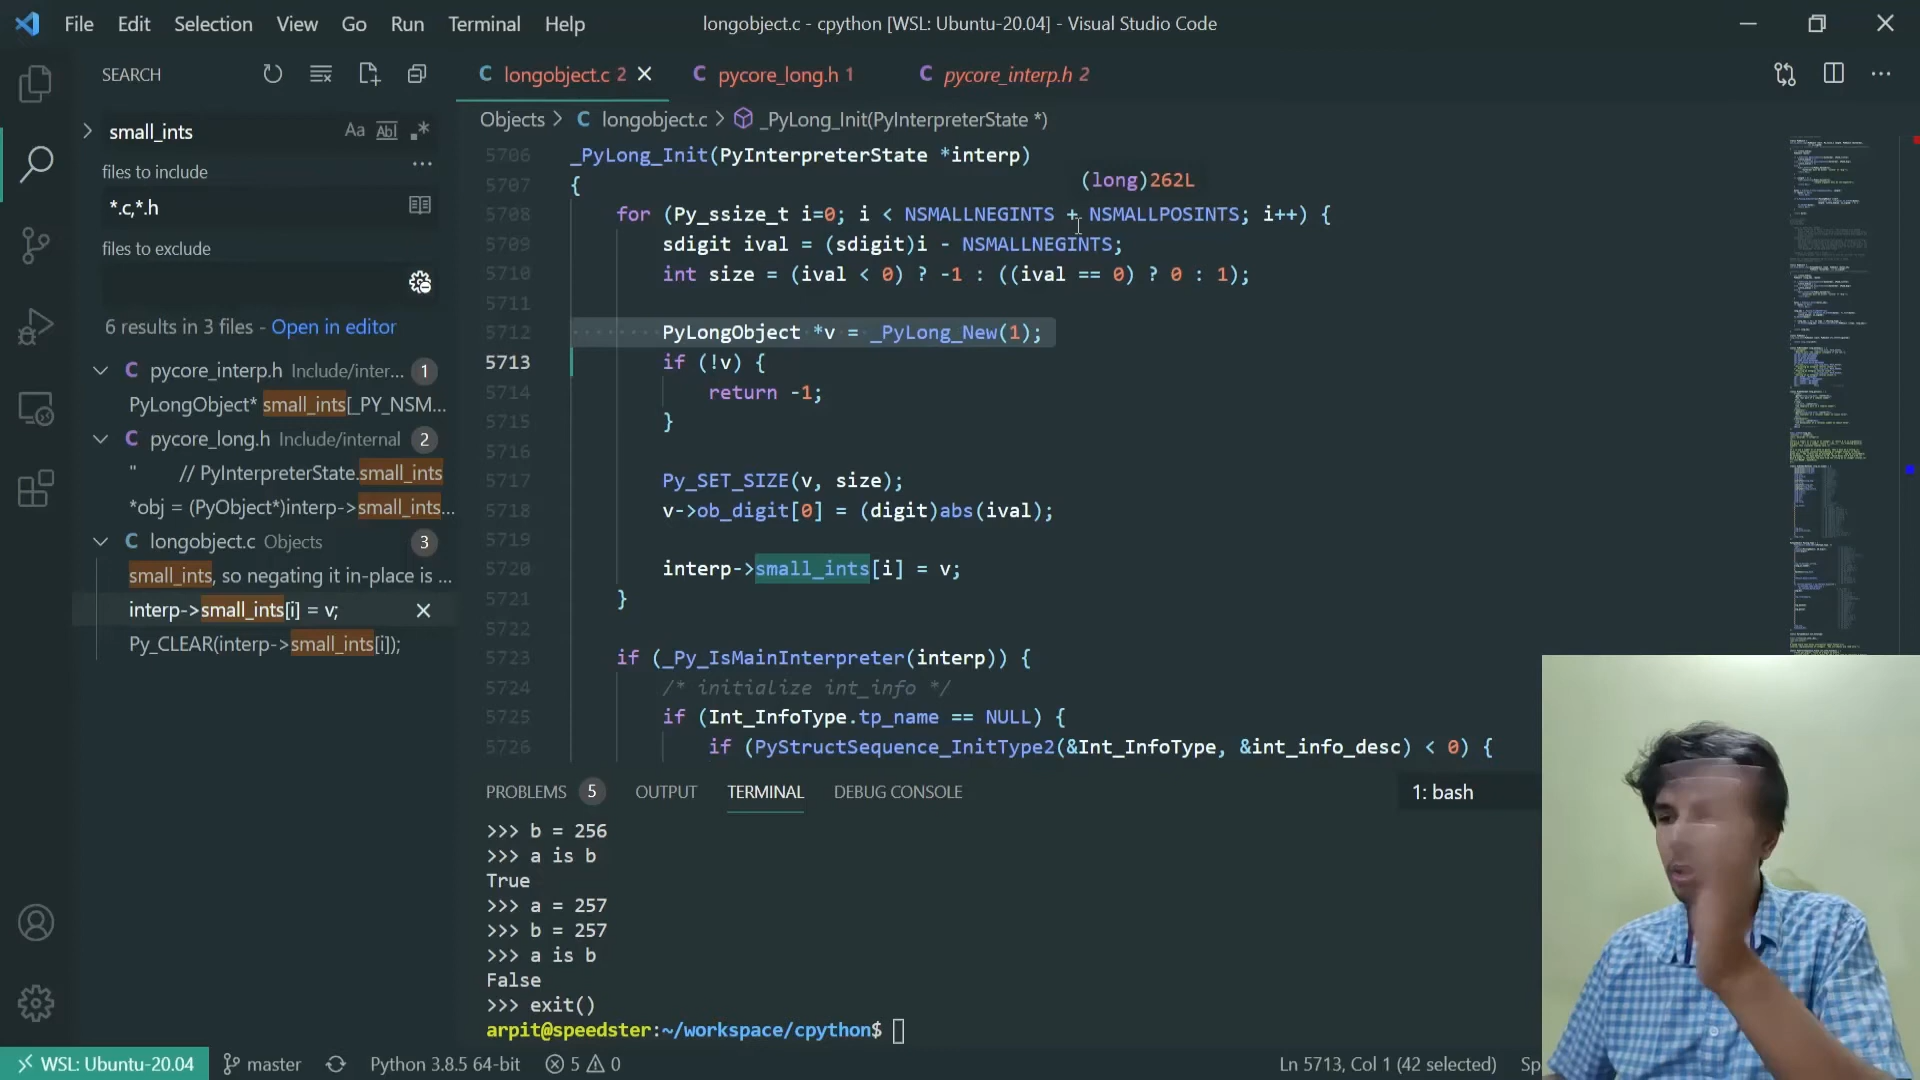 File Edit Selection View Go Run Terminal Help
longobject.c - cpython [WSL: Ubuntu-20.04] - Visual Studio Code
SEARCH
small_ints
Aa Abl .*
files to include
*.c,*.h
files to exclude
6 results in 3 files - Open in editor
pycore_interp.h Include/inter... 1
PyLongObject* small_ints[_PY_NSM...
pycore_long.h Include/internal 2
" // PyInterpreterState.small_ints
*obj = (PyObject*)interp->small_ints...
longobject.c Objects 3
small_ints, so negating it in-place is ...
interp->small_ints[i] = v;
Py_CLEAR(interp->small_ints[i]);
C longobject.c 2
C pycore_long.h 1
C pycore_interp.h 2
Objects > C longobject.c > _PyLong_Init(PyInterpreterState *)
(long)262L
5706 _PyLong_Init(PyInterpreterState *interp)
5707 {
5708 for (Py_ssize_t i=0; i < NSMALLNEGINTS + NSMALLPOSINTS; i++) {
5709 sdigit ival = (sdigit)i - NSMALLNEGINTS;
5710 int size = (ival < 0) ? -1 : ((ival == 0) ? 0 : 1);
5711
5712 PyLongObject *v = _PyLong_New(1);
5713 if (!v) {
5714 return -1;
5715 }
5716
5717 Py_SET_SIZE(v, size);
5718 v->ob_digit[0] = (digit)abs(ival);
5719
5720 interp->small_ints[i] = v;
5721 }
5722
5723 if (_Py_IsMainInterpreter(interp)) {
5724 /* initialize int_info */
5725 if (Int_InfoType.tp_name == NULL) {
5726 if (PyStructSequence_InitType2(&Int_InfoType, &int_info_desc) < 0) {
PROBLEMS 5 OUTPUT TERMINAL DEBUG CONSOLE
1: bash
>>> b = 256
>>> a is b
True
>>> a = 257
>>> b = 257
>>> a is b
False
>>> exit()
arpit@speedster:~/workspace/cpython$
WSL: Ubuntu-20.04 master Python 3.8.5 64-bit 5 0
Ln 5713, Col 1 (42 selected) Sp